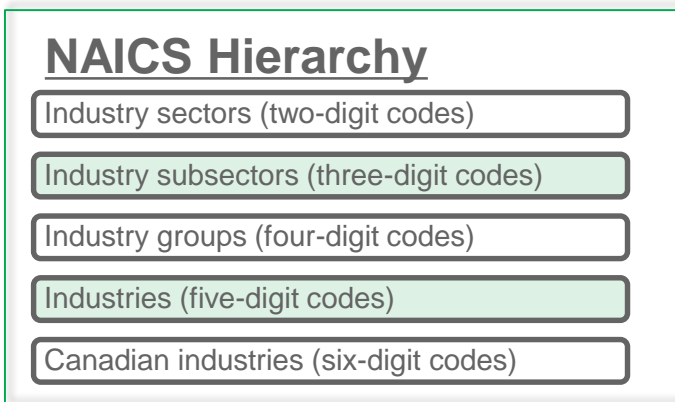 NAICS Hierarchy
Industry sectors (two-digit codes)
Industry subsectors (three-digit codes)
Industry groups (four-digit codes)
Industries (five-digit codes)
Canadian industries (six-digit codes)